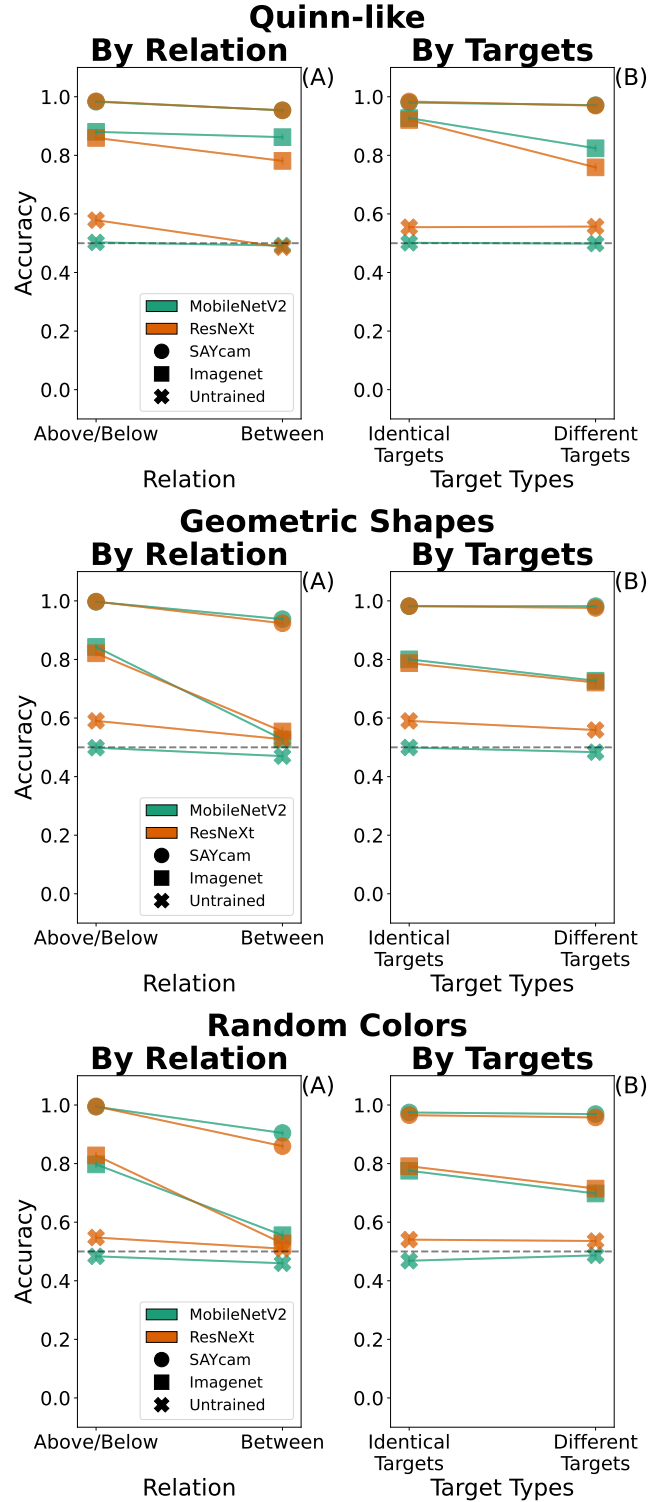 Quinn-like
By Relation
(A)
By Targets
(B)
Accuracy
1.0
0.8
0.6
0.4
0.2
0.0
MobileNetV2
ResNeXt
SAYcam
Imagenet
Untrained
Above/Below
Between
Relation
Identical
Targets
Different
Targets
Target Types
Geometric Shapes
By Relation
(A)
By Targets
(B)
Accuracy
1.0
0.8
0.6
0.4
0.2
0.0
MobileNetV2
ResNeXt
SAYcam
Imagenet
Untrained
Above/Below
Between
Relation
Identical
Targets
Different
Targets
Target Types
Random Colors
By Relation
(A)
By Targets
(B)
Accuracy
1.0
0.8
0.6
0.4
0.2
0.0
MobileNetV2
ResNeXt
SAYcam
Imagenet
Untrained
Above/Below
Between
Relation
Identical
Targets
Different
Targets
Target Types